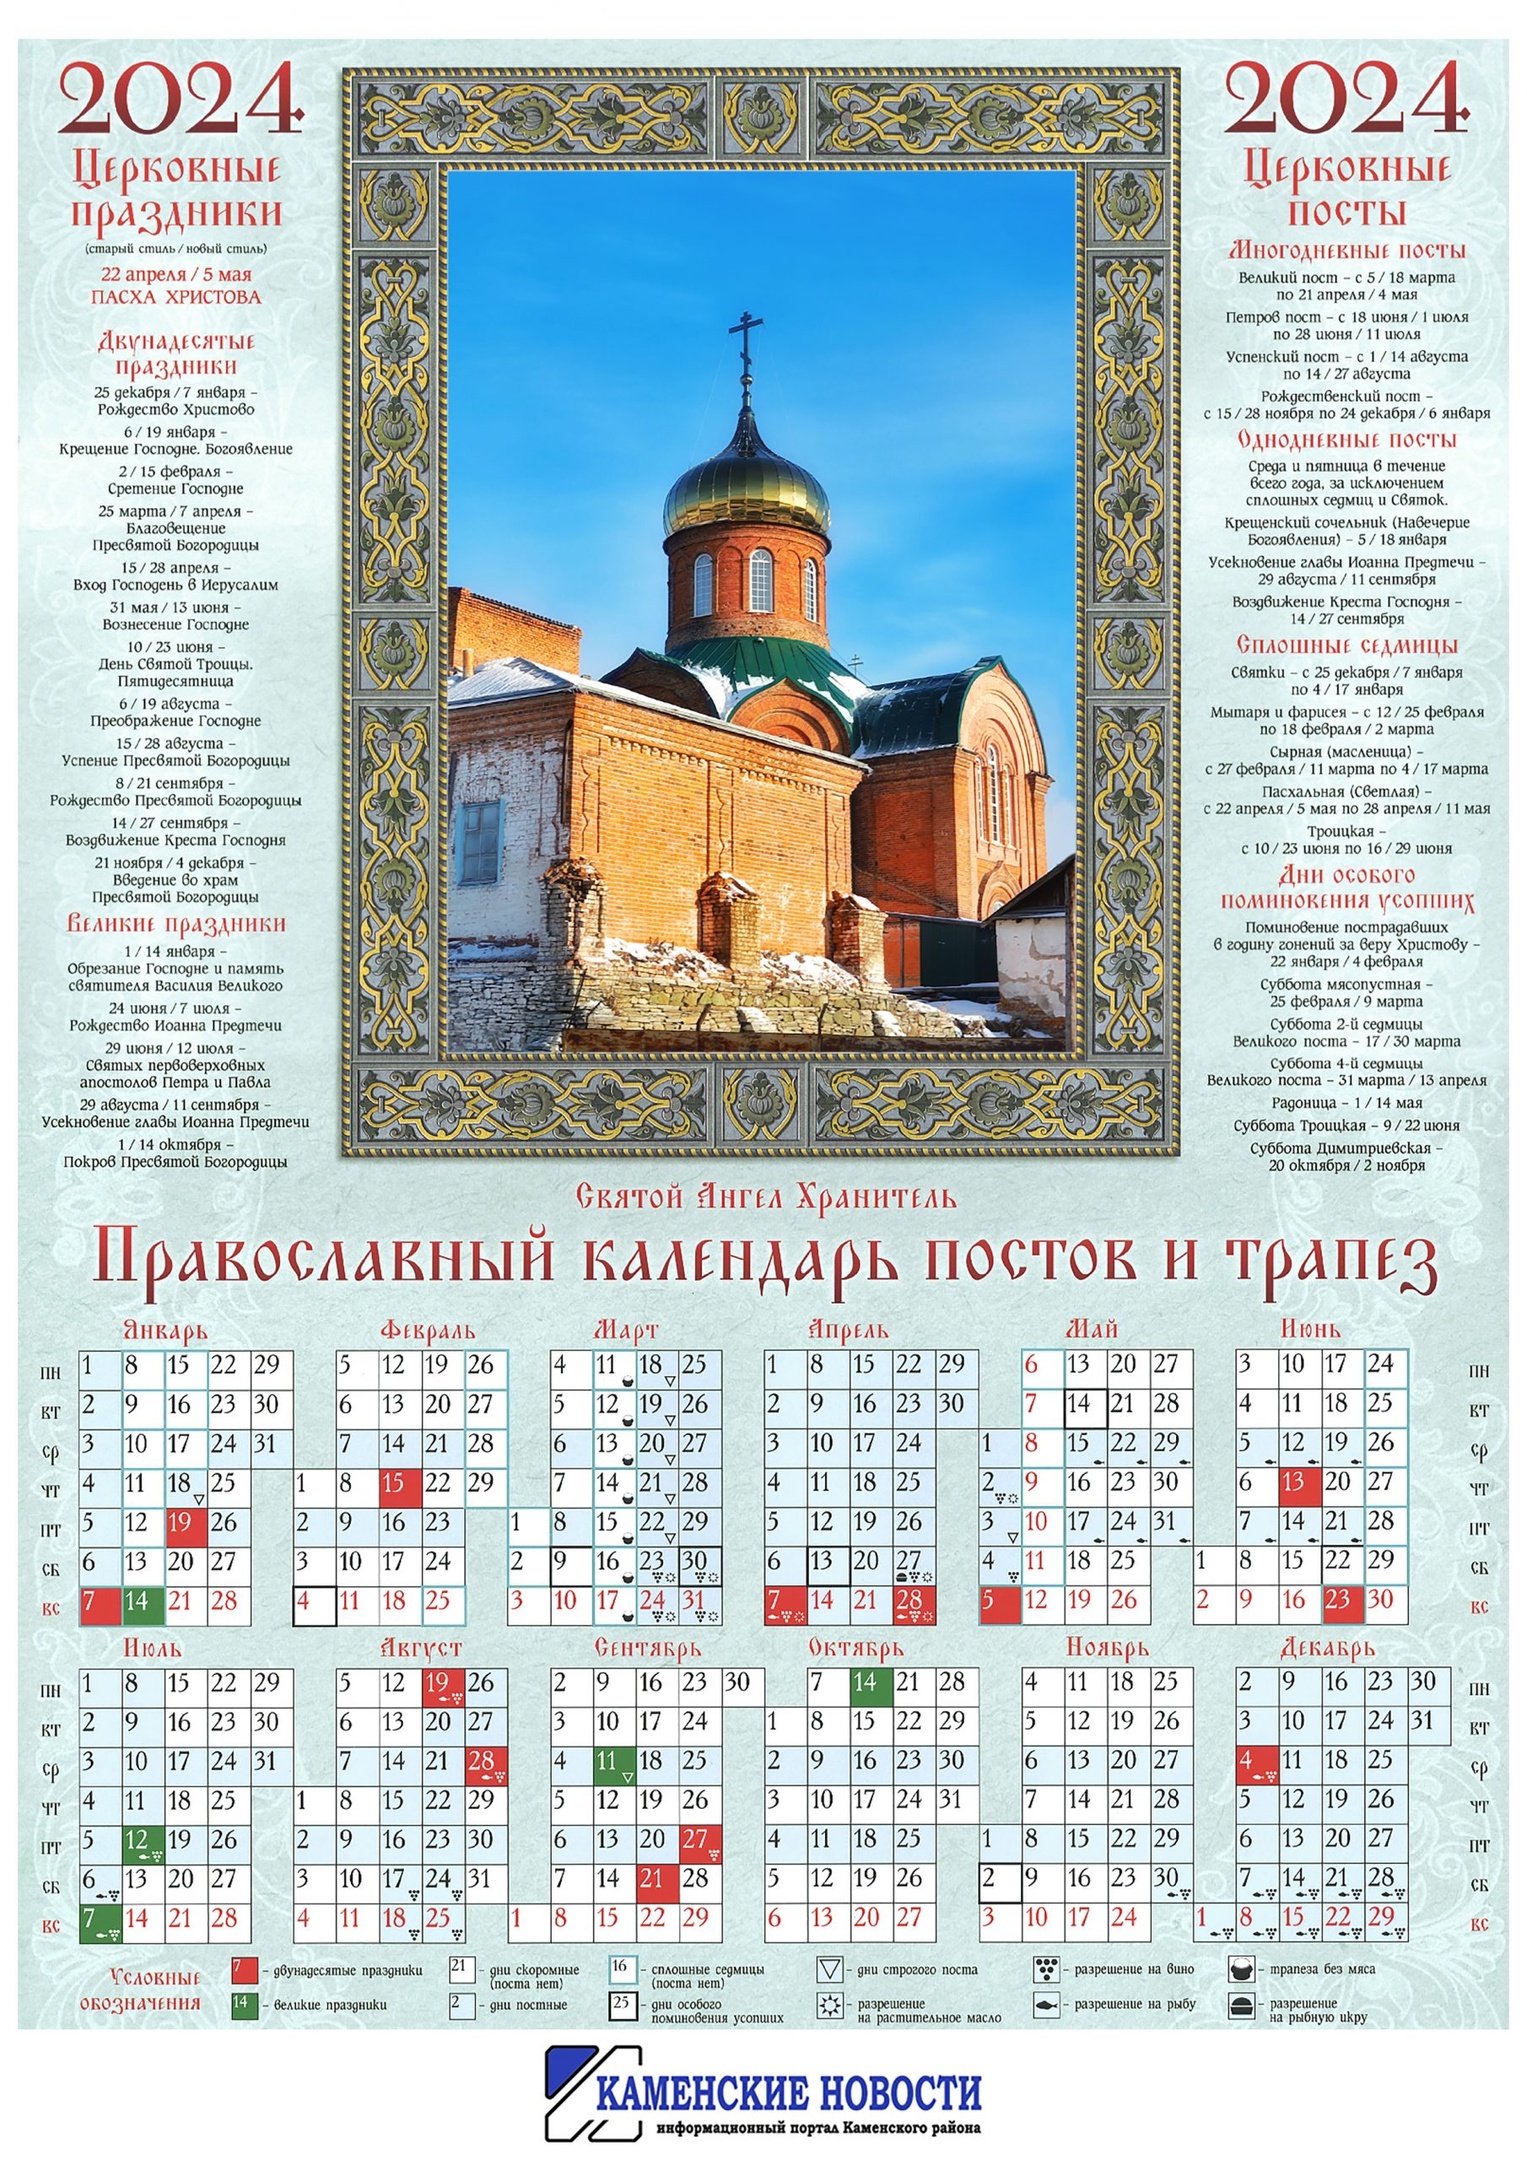 2024
Церковные
праздники
(старый стиль / новый стиль)
22 апреля / 5 мая
ПАСХА ХРИСТОВА
Двунадесятые
праздники
25 декабря / 7 января –
Рождество Христово
6 / 19 января –
Крещение Господне. Богоявление
2 / 15 февраля –
Сретение Господне
25 марта / 7 апреля –
Благовещение
Пресвятой Богородицы
15 / 28 апреля –
Вход Господень в Иерусалим
31 мая / 13 июня –
Вознесение Господне
10 / 23 июня –
День Святой Троицы.
Пятидесятница
6 / 19 августа –
Преображение Господне
15 / 28 августа –
Успение Пресвятой Богородицы
8 / 21 сентября –
Рождество Пресвятой Богородицы
14 / 27 сентября –
Воздвижение Креста Господня
21 ноября / 4 декабря –
Введение во храм
Пресвятой Богородицы
Великие праздники
1 / 14 января –
Обрезание Господне и память
святителя Василия Великого
24 июня / 7 июля –
Рождество Иоанна Предтечи
29 июня / 12 июля –
Святых первоверховных
апостолов Петра и Павла
29 августа / 11 сентября –
Усекновение главы Иоанна Предтечи
1 / 14 октября –
Покров Пресвятой Богородицы
2024
Церковные
посты
Многодневные посты
Великий пост – с 5 / 18 марта
по 21 апреля / 4 мая
Петров пост – с 18 июня / 1 июля
по 28 июня / 11 июля
Успенский пост – с 1 / 14 августа
по 14 / 27 августа
Рождественский пост –
с 15 / 28 ноября по 24 декабря / 6 января
Однодневные посты
Среда и пятница в течение
всего года, за исключением
сплошных седмиц и Святок.
Крещенский сочельник (Навечерие
Богоявления) – 5 / 18 января
Усекновение главы Иоанна Предтечи –
29 августа / 11 сентября
Воздвижение Креста Господня –
14 / 27 сентября
Сплошные седмицы
Святки – с 25 декабря / 7 января
по 4 / 17 января
Мытаря и фарисея – с 12 / 25 февраля
по 18 февраля / 2 марта
Сырная (масленица) –
с 27 февраля / 11 марта по 4 / 17 марта
Пасхальная (Светлая) –
с 22 апреля / 5 мая по 28 апреля / 11 мая
Троицкая –
с 10 / 23 июня по 16 / 29 июня
Дни особого
поминовения усопших
Поминовение пострадавших
в годину гонений за веру Христову –
22 января / 4 февраля
Суббота мясопустная –
25 февраля / 9 марта
Суббота 2-й седмицы
Великого поста – 17 / 30 марта
Суббота 4-й седмицы
Великого поста – 31 марта / 13 апреля
Радоница – 1 / 14 мая
Суббота Троицкая – 9 / 22 июня
Суббота Димитриевская –
20 октября / 2 ноября
Святой Ангел Хранитель
Православный календарь постов и трапез
Январь Февраль Март Апрель Май Июнь
пн 1 8 15 22 29 5 12 19 26 4 11 18 25 1 8 15 22 29 6 13 20 27 3 10 17 24 пн
вт 2 9 16 23 30 6 13 20 27 5 12 19 26 2 9 16 23 30 7 14 21 28 4 11 18 25 вт
ср 3 10 17 24 31 7 14 21 28 6 13 20 27 3 10 17 24 1 8 15 22 29 5 12 19 26 ср
чт 4 11 18 25 1 8 15 22 29 7 14 21 28 4 11 18 25 2 9 16 23 30 6 13 20 27 чт
пт 5 12 19 26 2 9 16 23 1 8 15 22 29 5 12 19 26 3 10 17 24 31 7 14 21 28 пт
сб 6 13 20 27 3 10 17 24 2 9 16 23 30 6 13 20 27 4 11 18 25 1 8 15 22 29 сб
вс 7 14 21 28 4 11 18 25 3 10 17 24 31 7 14 21 28 5 12 19 26 2 9 16 23 30 вс
Июль Август Сентябрь Октябрь Ноябрь Декабрь
пн 1 8 15 22 29 5 12 19 26 2 9 16 23 30 7 14 21 28 4 11 18 25 2 9 16 23 30 пн
вт 2 9 16 23 30 6 13 20 27 3 10 17 24 1 8 15 22 29 5 12 19 26 3 10 17 24 31 вт
ср 3 10 17 24 31 7 14 21 28 4 11 18 25 2 9 16 23 30 6 13 20 27 4 11 18 25 ср
чт 4 11 18 25 1 8 15 22 29 5 12 19 26 3 10 17 24 31 7 14 21 28 5 12 19 26 чт
пт 5 12 19 26 2 9 16 23 30 6 13 20 27 4 11 18 25 1 8 15 22 29 6 13 20 27 пт
сб 6 13 20 27 3 10 17 24 31 7 14 21 28 5 12 19 26 2 9 16 23 30 7 14 21 28 сб
вс 7 14 21 28 4 11 18 25 1 8 15 22 29 6 13 20 27 3 10 17 24 1 8 15 22 29 вс
Условные
обозначения
7 – двунадесятые праздники
14 – великие праздники
21 – дни скоромные
(поста нет)
2 – дни постные
16 – сплошные седмицы
(поста нет)
25 – дни особого
поминовения усопших
– дни строгого поста
– разрешение
на растительное масло
– разрешение на вино
– разрешение на рыбу
– трапеза без мяса
– разрешение
на рыбную икру
КАМЕНСКИЕ НОВОСТИ
информационный портал Каменского района